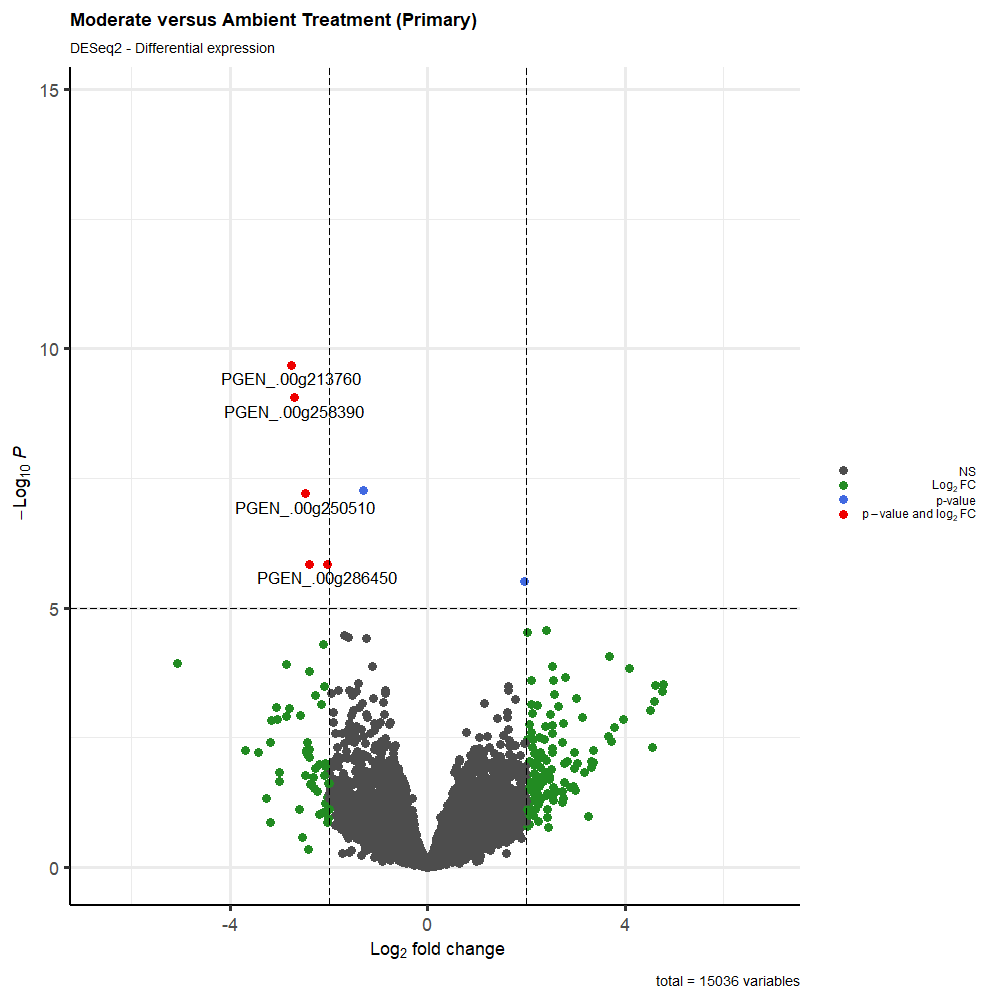 Moderate versus Ambient Treatment (Primary)
DESeq2 - Differential expression
15
10
5
0
−Log₁₀ P
PGEN_.00g213760
PGEN_.00g258390
PGEN_.00g250510
PGEN_.00g286450
NS
Log₂ FC
p-value
p − value and log₂ FC
-4
0
4
Log₂ fold change
total = 15036 variables